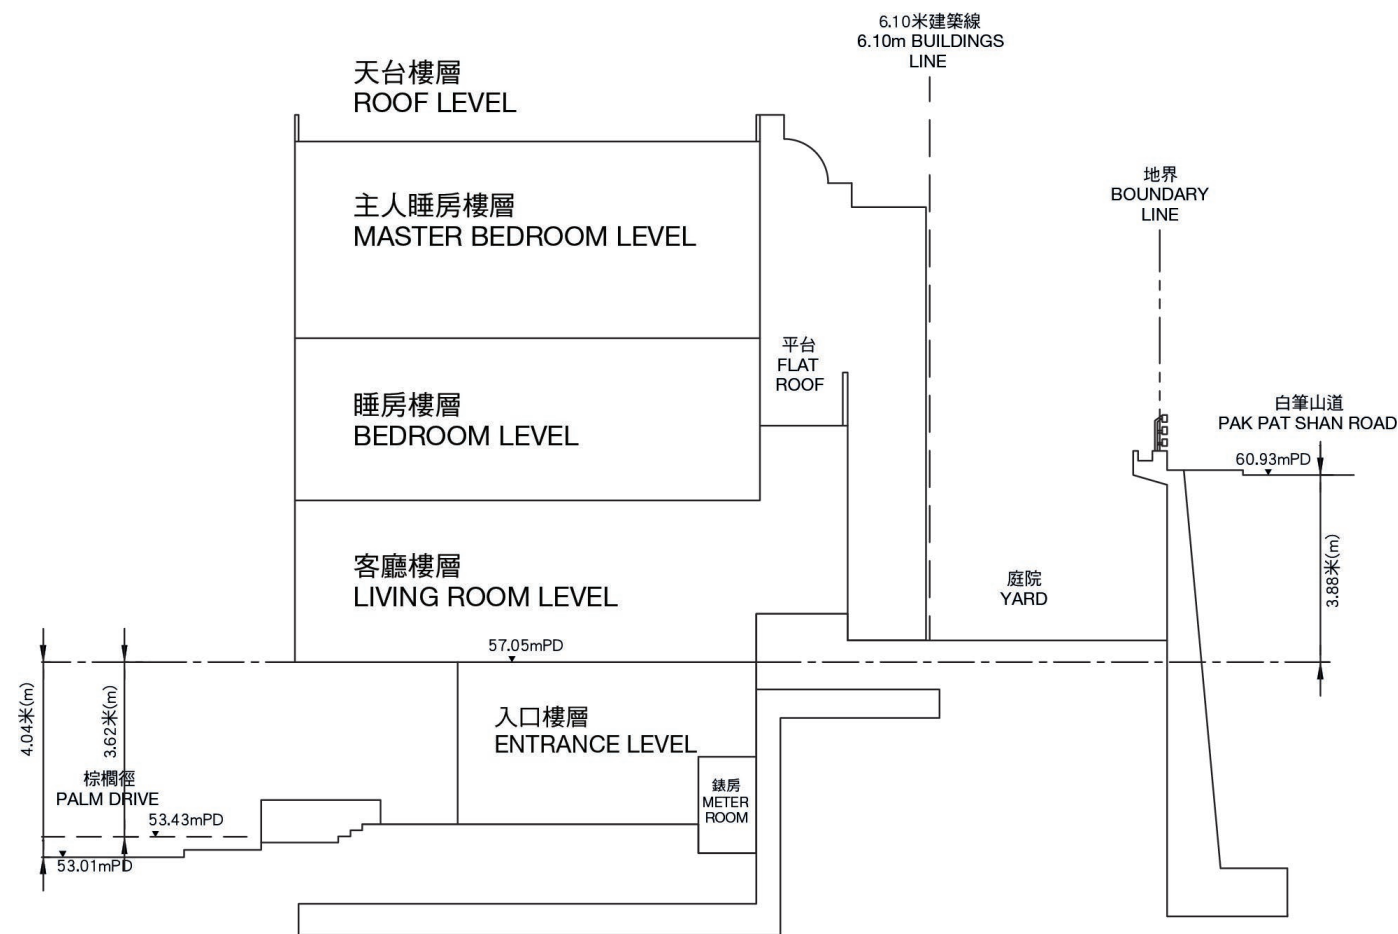 6.10米建築線
6.10m BUILDINGS
LINE
天台樓層
ROOF LEVEL
地界
BOUNDARY
LINE
主人睡房樓層
MASTER BEDROOM LEVEL
平台
FLAT
ROOF
睡房樓層
BEDROOM LEVEL
白筆山道
PAK PAT SHAN ROAD
60.93mPD
3.88米(m)
客廳樓層
LIVING ROOM LEVEL
庭院
YARD
57.05mPD
4.04米(m)
3.62米(m)
入口樓層
ENTRANCE LEVEL
棕櫚徑
PALM DRIVE
錶房
METER
ROOM
53.43mPD
53.01mPD